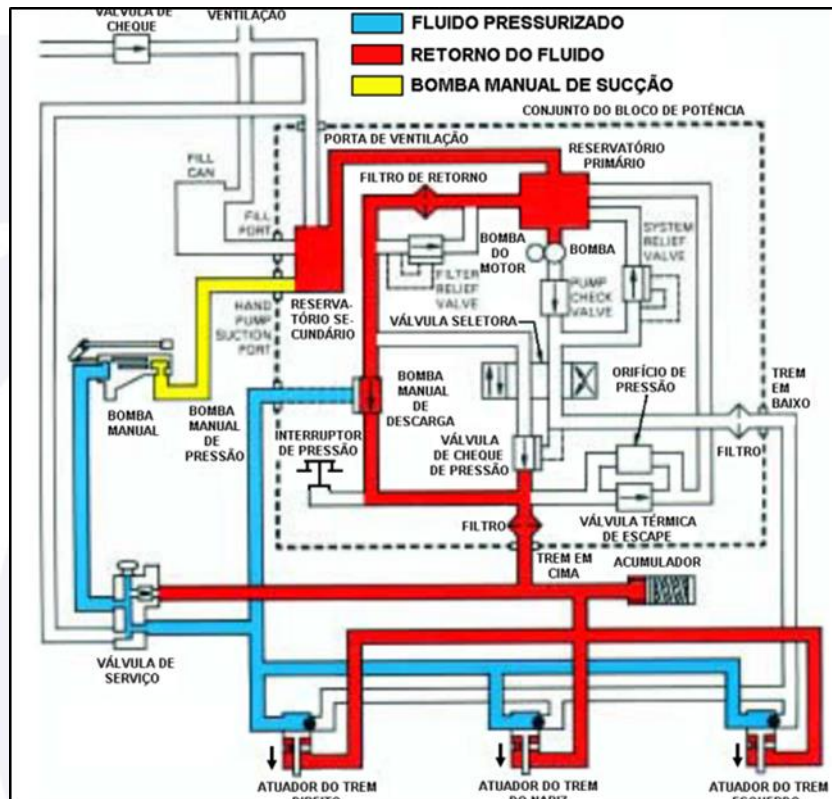 VÁLVULA DE
CHEQUE
VENTILAÇÃO
FLUIDO PRESSURIZADO
RETORNO DO FLUIDO
BOMBA MANUAL DE SUCÇÃO
CONJUNTO DO BLOCO DE POTÊNCIA
PORTA DE VENTILAÇÃO
RESERVATÓRIO
PRIMÁRIO
FILL
CAN
FILTRO DE RETORNO
FILL
PORT
BOMBA
DO
MOTOR
BOMBA
SYSTEM
RELIEF
VALVE
FILTER
RELIEF
VALVE
PUMP
CHECK
VALVE
HAND
PUMP
SUCTION
PORT
RESERVA-
TÓRIO SE-
CUNDÁRIO
VÁLVULA SELETORA
ORIFÍCIO DE
PRESSÃO
TREM
EM
BAIXO
BOMBA
MANUAL
BOMBA
MANUAL
DE
PRESSÃO
BOMBA
MANUAL
DE
DESCARGA
INTERRUPTOR
DE PRESSÃO
VÁLVULA
DE CHEQUE
DE PRESSÃO
FILTRO
FILTRO
VÁLVULA TÉRMICA
DE ESCAPE
TREM EM
CIMA
ACUMULADOR
VÁLVULA DE
SERVIÇO
ATUADOR DO TREM
DIREITO
ATUADOR DO TREM
DO NARIZ
ATUADOR DO TREM
ESQUERDO